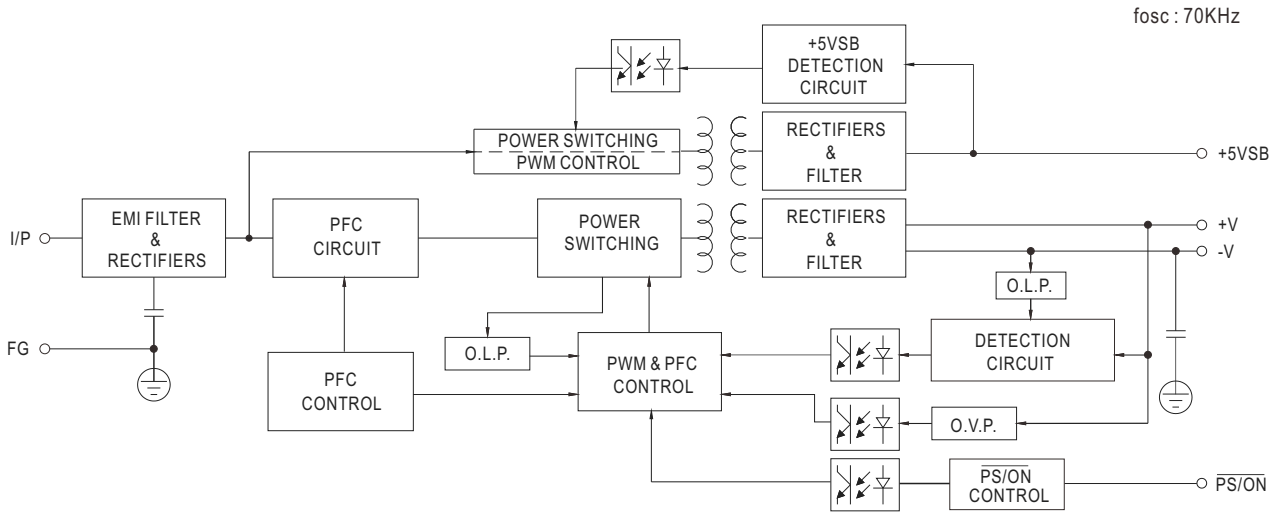 fosc : 70KHz
+5VSB
DETECTION
CIRCUIT
POWER SWITCHING
PWM CONTROL
RECTIFIERS
&
FILTER
+5VSB
I/P
EMI FILTER
&
RECTIFIERS
PFC
CIRCUIT
POWER
SWITCHING
RECTIFIERS
&
FILTER
+V
-V
O.L.P.
FG
O.L.P.
PFC
CONTROL
PWM & PFC
CONTROL
DETECTION
CIRCUIT
O.V.P.
PS/ON
CONTROL
PS/ON